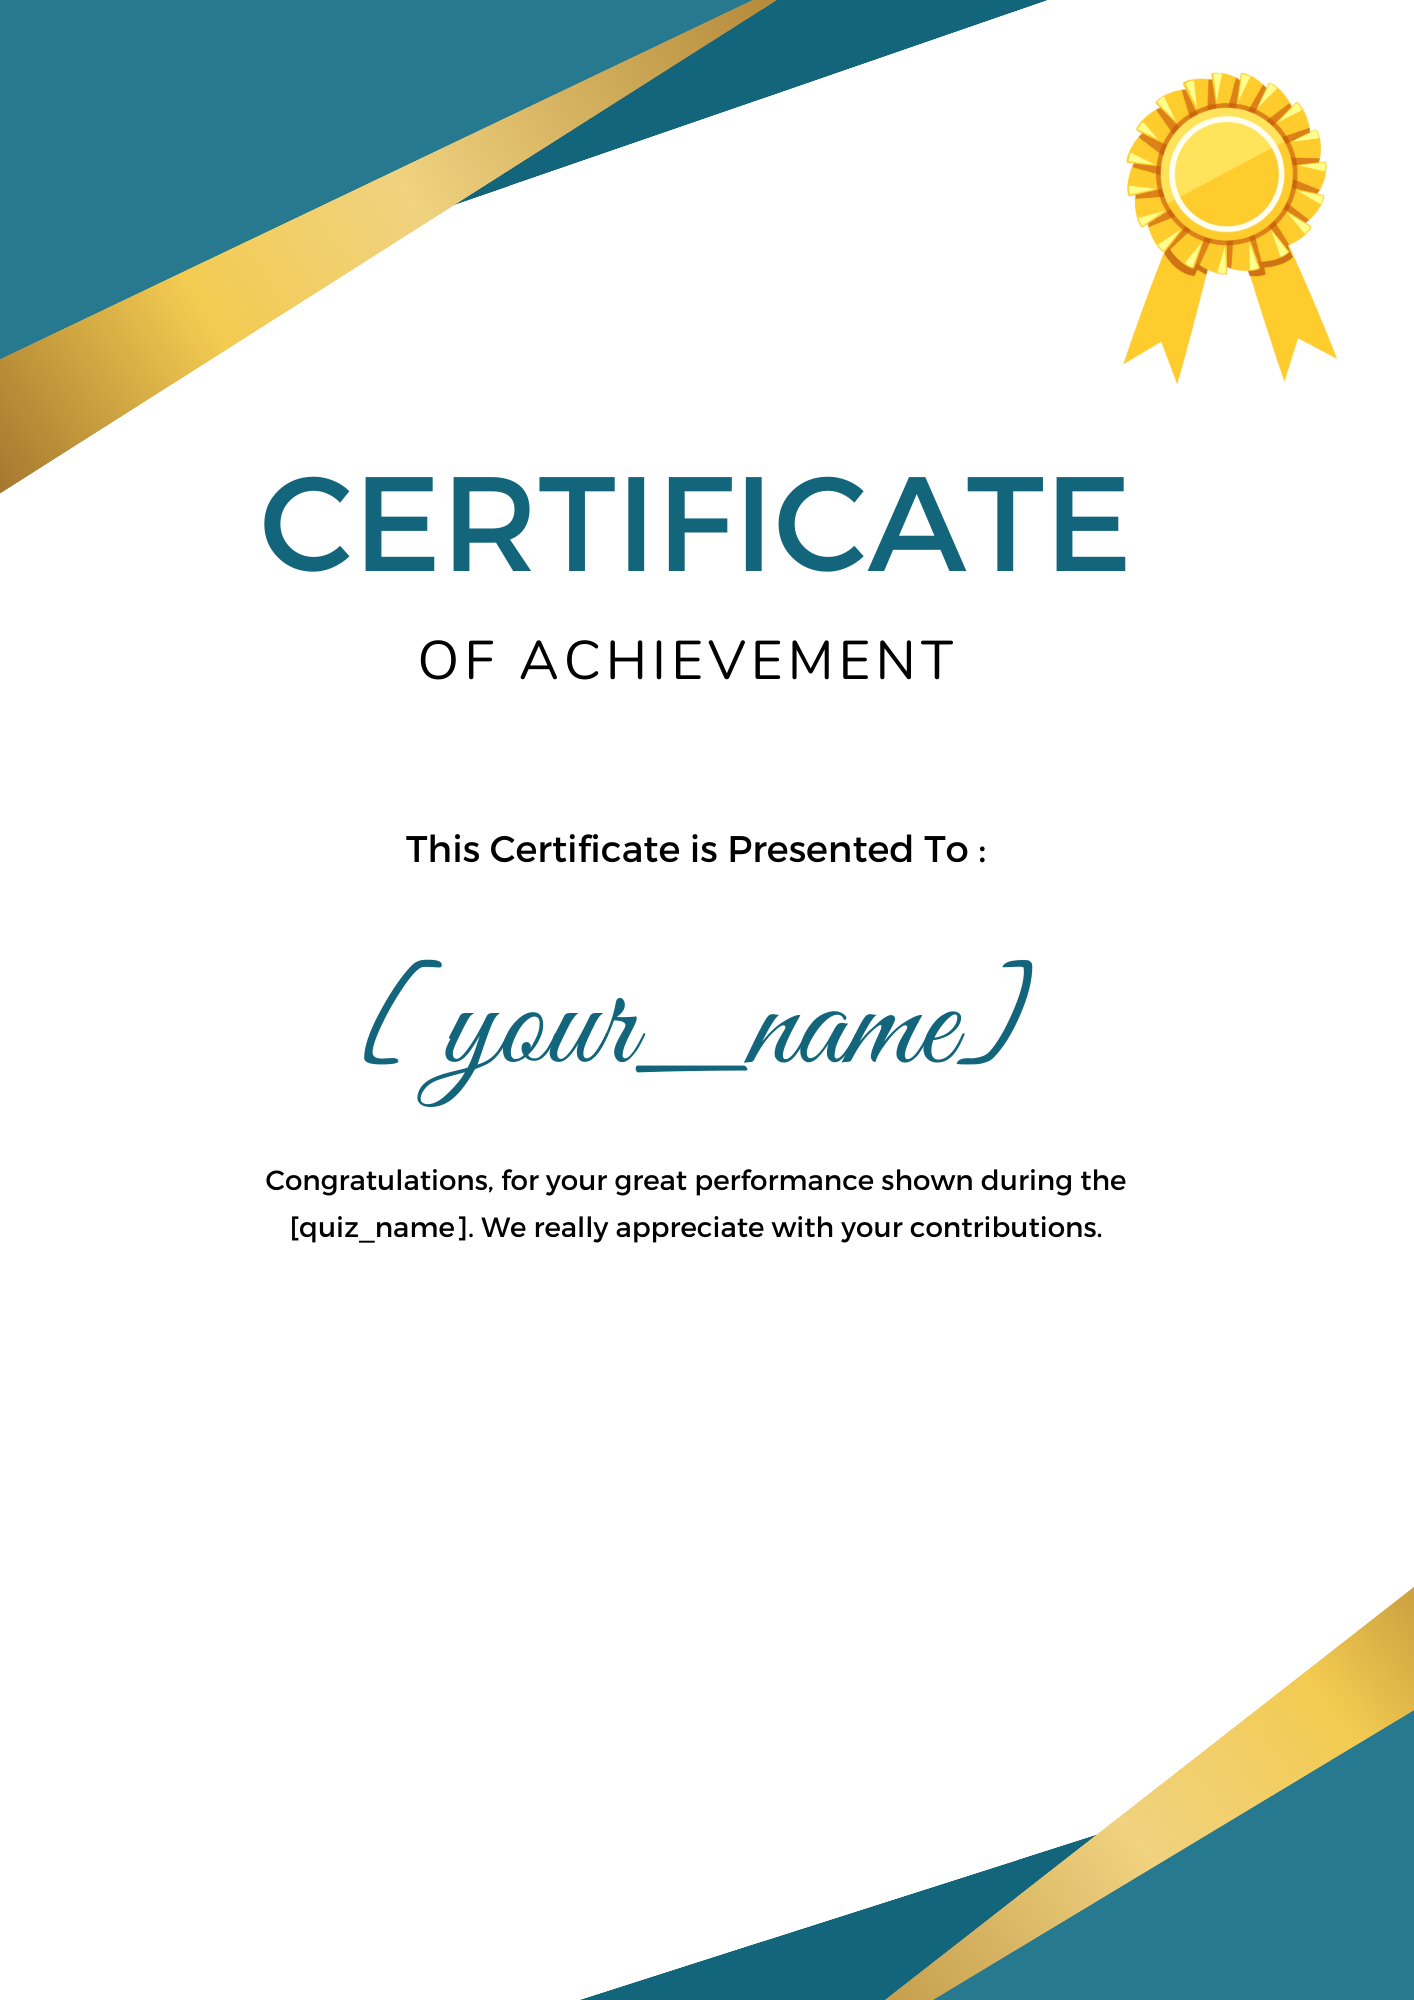 CERTIFICATE
OF ACHIEVEMENT
This Certificate is Presented To :
[your_name]
Congratulations, for your great performance shown during the
[quiz_name]. We really appreciate with your contributions.